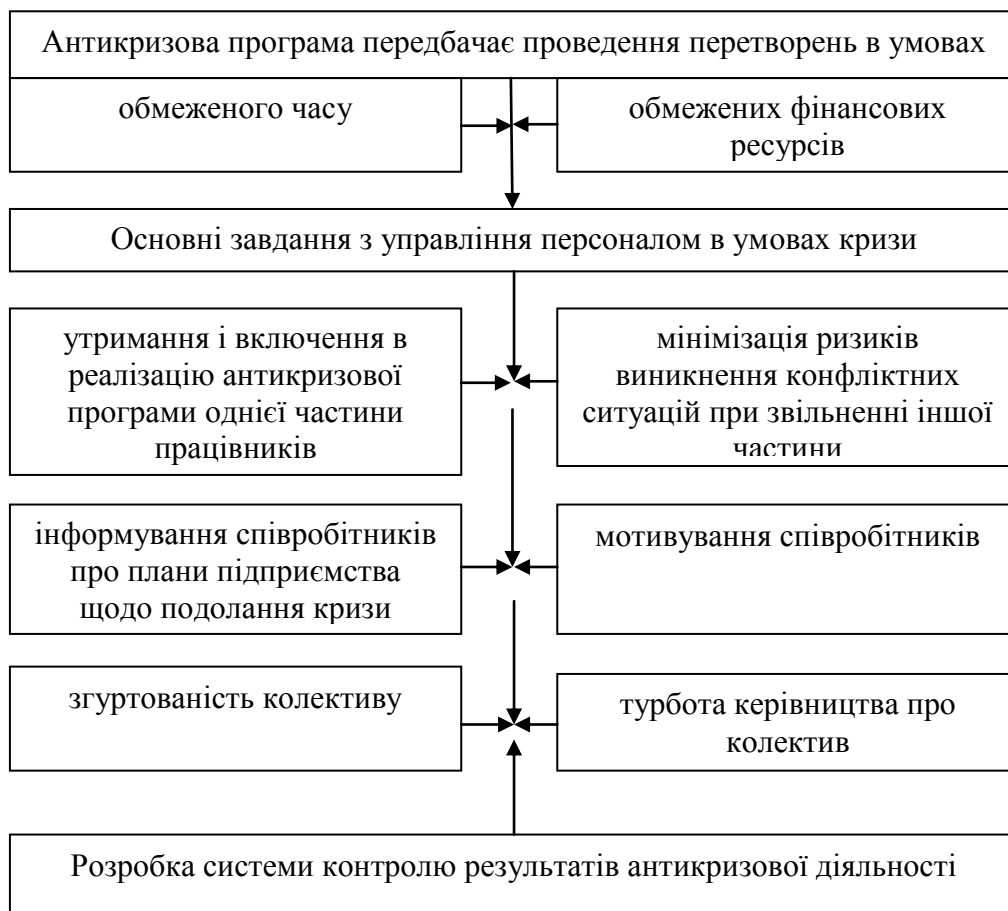 Антикризова програма передбачає проведення перетворень в умовах
обмеженого часу
обмежених фінансових
ресурсів
Основні завдання з управління персоналом в умовах кризи
утримання і включення в
реалізацію антикризової
програми однієї частини
працівників
мінімізація ризиків
виникнення конфліктних
ситуацій при звільненні іншої
частини
інформування співробітників
про плани підприємства
щодо подолання кризи
мотивування співробітників
згуртованість колективу
турбота керівництва про
колектив
Розробка системи контролю результатів антикризової діяльності